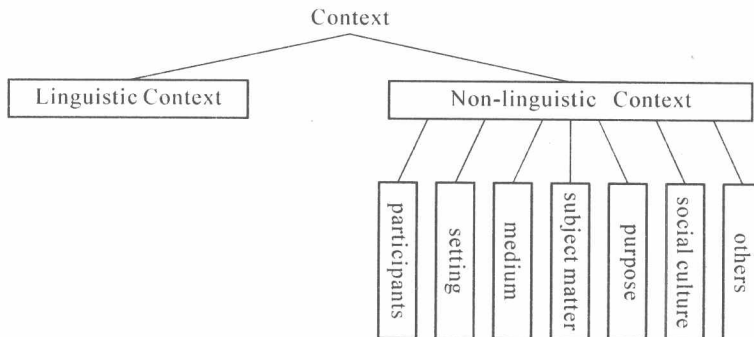 Context
Linguistic Context
Non-linguistic Context
participants
setting
medium
subject matter
purpose
social culture
others